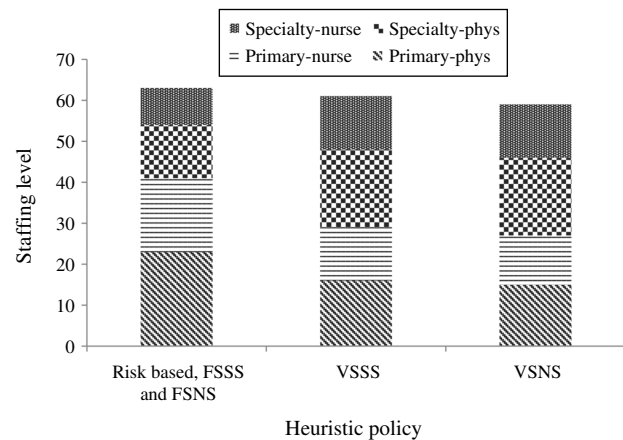 Specialty-nurse Specialty-phys
Primary-nurse Primary-phys
70
60
50
40
30
20
10
0
Staffing level
Risk based, FSSS VSSS VSNS
and FSNS
Heuristic policy